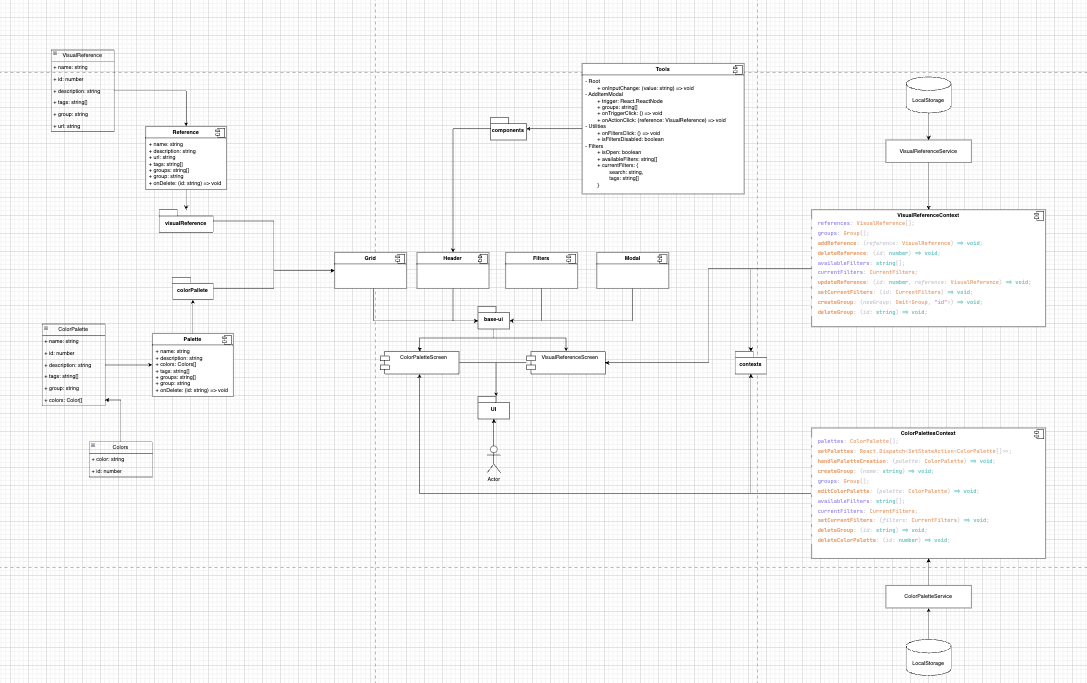 VisualReference
+ name: string
+ id: number
+ description: string
+ tags: string[]
+ group: string
+ url: string
Reference
+ name: string
+ description: string
+ url: string
+ tags: string[]
+ groups: string[]
+ group: string
+ onDelete: (id: string) => void
visualReference
colorPallete
ColorPalette
+ name: string
+ id: number
+ description: string
+ tags: string[]
+ group: string
+ colors: Color[]
Palette
+ name: string
+ description: string
+ colors: Colors[]
+ tags: string[]
+ groups: string[]
+ group: string
+ onDelete: (id: string) => void
Colors
+ color: string
+ id: number
Tools
- Root
+ onInputChange: (value: string) => void
- AddItemModal
+ trigger: React.ReactNode
+ groups: string[]
+ onTriggerClick: () => void
+ onActionClick: (reference: VisualReference) => void
- Utilities
+ onFiltersClick: () => void
+ isFiltersDisabled: boolean
- Filters
+ isOpen: boolean
+ availableFilters: string[]
+ currentFilters: {
search: string,
tags: string[]
}
components
Grid
Header
Filters
Modal
base-ui
ColorPaletteScreen
VisualReferenceScreen
contexts
UI
Actor
LocalStorage
VisualReferenceService
VisualReferenceContext
references: VisualReference[];
groups: Group[];
addReference: (reference: VisualReference) => void;
deleteReference: (id: number) => void;
availableFilters: string[];
currentFilters: CurrentFilters;
updateReference: (id: number, reference: VisualReference) => void;
setCurrentFilters: (id: CurrentFilters) => void;
createGroup: (newGroup: Omit<Group, "id">) => void;
deleteGroup: (id: string) => void;
ColorPalettesContext
palettes: ColorPalette[];
setPalettes: React.Dispatch<SetStateAction<ColorPalette[]>>;
handlePaletteCreation: (palette: ColorPalette) => void;
createGroup: (name: string) => void;
groups: Group[];
editColorPalette: (palette: ColorPalette) => void;
availableFilters: string[];
currentFilters: CurrentFilters;
setCurrentFilters: (filters: CurrentFilters) => void;
deleteGroup: (id: string) => void;
deleteColorPalette: (id: number) => void;
ColorPaletteService
LocalStorage